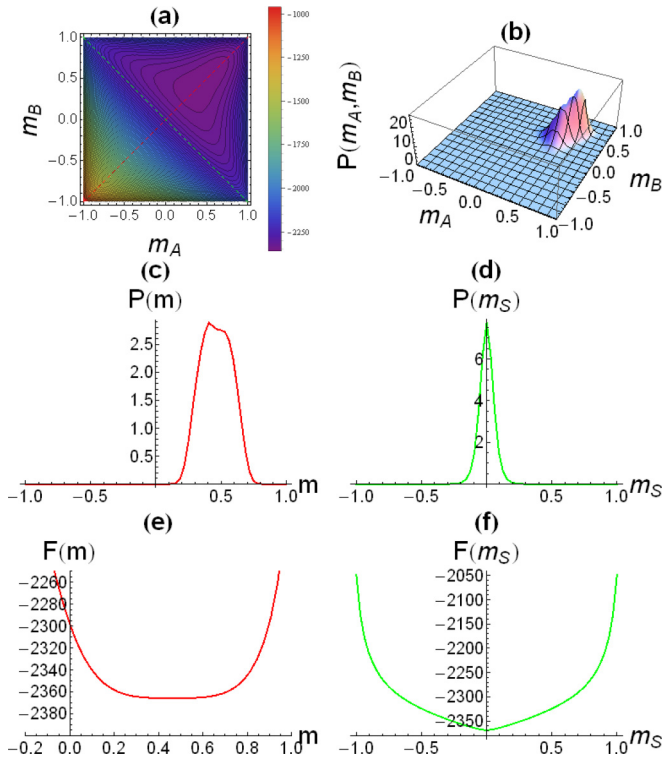 (a)
1.0
0.5
0.0
−0.5
−1.0
m_B
−1.0 −0.5 0.0 0.5 1.0
m_A
−1000
−1250
−1500
−1750
−2000
−2250
(b)
P(m_A,m_B)
20
10
0
−1.0
−0.5
0.0
0.5
1.0
m_A
1.0
0.5
0.0
−0.5
−1.0
m_B
(c)
P(m)
2.5
2.0
1.5
1.0
0.5
−1.0 −0.5 0.5 1.0 m
(d)
P(m_S)
6
4
2
−1.0 −0.5 0.5 1.0 m_S
(e)
F(m)
−2260
−2280
−2300
−2320
−2340
−2360
−2380
−0.2 0.0 0.2 0.4 0.6 0.8 1.0 m
(f)
F(m_S)
−2050
−2100
−2150
−2200
−2250
−2300
−2350
−1.0 −0.5 0.0 0.5 1.0 m_S